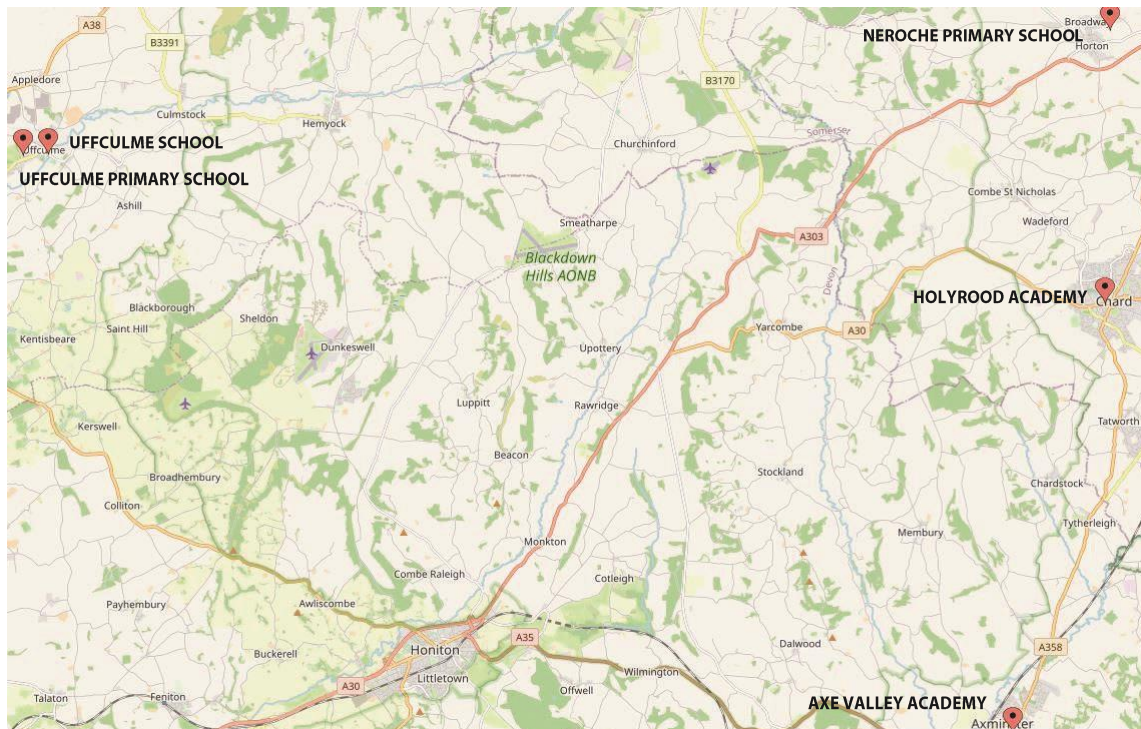 A38
Broadwa
NEROCHE PRIMARY SCHOOL
B3391
Horton
Appledore
B3170
Culmstock
Hemyock
Somerset
UFFCULME SCHOOL
Uffculme
Churchinford
UFFCULME PRIMARY SCHOOL
Combe St Nicholas
Ashill
Smeatharpe
Wadeford
A303
Blackdown
Hills AONB
Devon
HOLYROOD ACADEMY
Chard
Blackborough
Sheldon
Saint Hill
Yarcombe
A30
Kentisbeare
Dunkeswell
Upottery
Luppitt
Rawridge
Tatworth
Kerswell
Beacon
Stockland
Broadhembury
Chardstock
Colliton
Tytherleigh
Membury
Monkton
Combe Raleigh
Cotleigh
Payhembury
Awliscombe
A35
Dalwood
A358
Buckerell
Honiton
Wilmington
Littletown
A30
Offwell
Talaton
Feniton
AXE VALLEY ACADEMY
Axminster